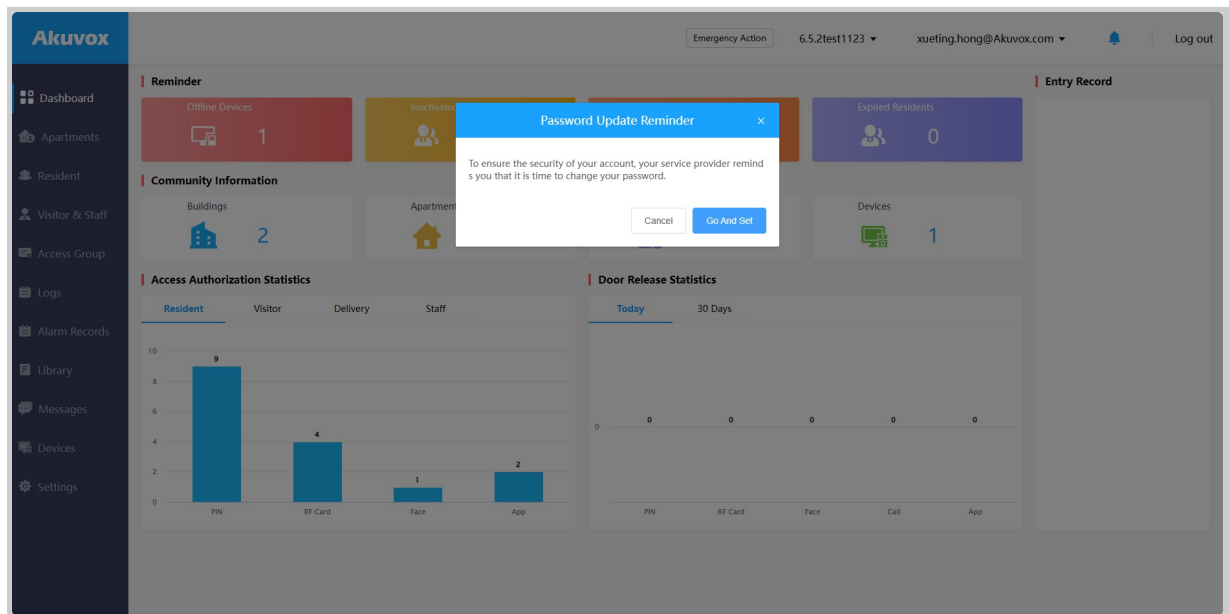 Akuvox
Emergency Action
6.5.2test1123
xueting.hong@Akuvox.com
Log out
Dashboard
Apartments
Resident
Visitor & Staff
Access Group
Logs
Alarm Records
Library
Messages
Devices
Settings
Reminder
Offline Devices
1
Expired Residents
0
Password Update Reminder
×
To ensure the security of your account, your service provider remind
s you that it is time to change your password.
Cancel
Go And Set
Community Information
Buildings
2
Devices
1
Access Authorization Statistics
Resident Visitor Delivery Staff
10
8
6
4
2
0
9
4
1
2
PIN RF Card Face App
Door Release Statistics
Today 30 Days
0
0 0 0 0 0
PIN RF Card Face Call App
Entry Record